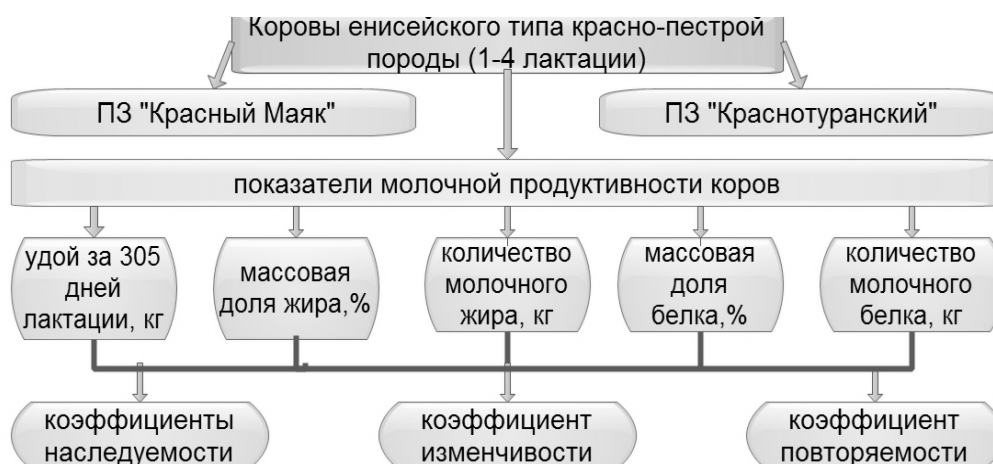 Коровы енисейского типа красно-пестрой
породы (1-4 лактации)
ПЗ "Красный Маяк"
ПЗ "Краснотуранский"
показатели молочной продуктивности коров
удой за 305
дней
лактации, кг
массовая
доля жира,%
количество
молочного
жира, кг
массовая
доля
белка,%
количество
молочного
белка, кг
коэффициенты
наследуемости
коэффициент
изменчивости
коэффициент
повторяемости